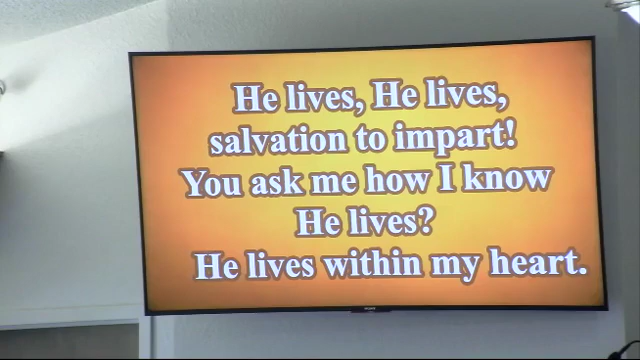 He lives, He lives,
salvation to impart!
You ask me how I know
He lives?
He lives within my heart.